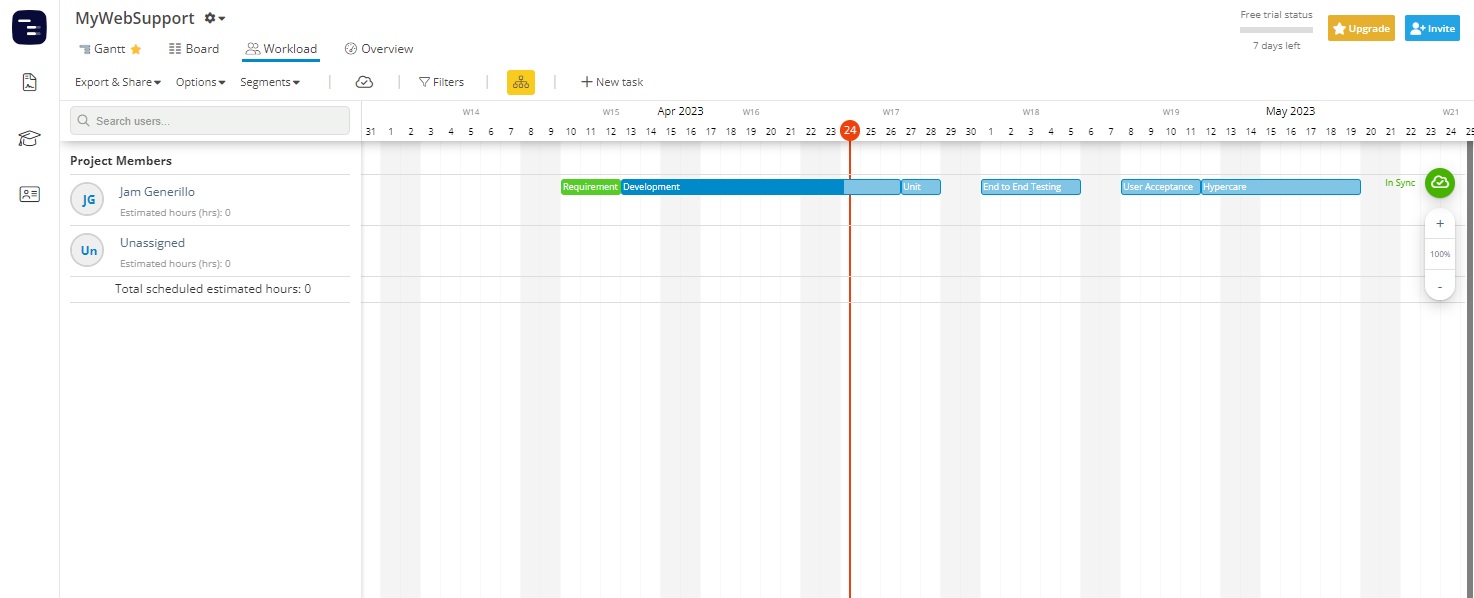 MyWebSupport
Free trial status
7 days left
Upgrade
Invite
Gantt
Board
Workload
Overview
Export & Share
Options
Segments
Filters
New task
Search users...
W14 W15 Apr 2023 W16 W17 W18 W19 May 2023 W21
31 1 2 3 4 5 6 7 8 9 10 11 12 13 14 15 16 17 18 19 20 21 22 23 24 25 26 27 28 29 30 1 2 3 4 5 6 7 8 9 10 11 12 13 14 15 16 17 18 19 20 21 22 23 24 25
Project Members
JG
Jam Generillo
Estimated hours (hrs): 0
Requirement
Development
Unit
End to End Testing
User Acceptance
Hypercare
In Sync
+
100%
-
Un
Unassigned
Estimated hours (hrs): 0
Total scheduled estimated hours: 0